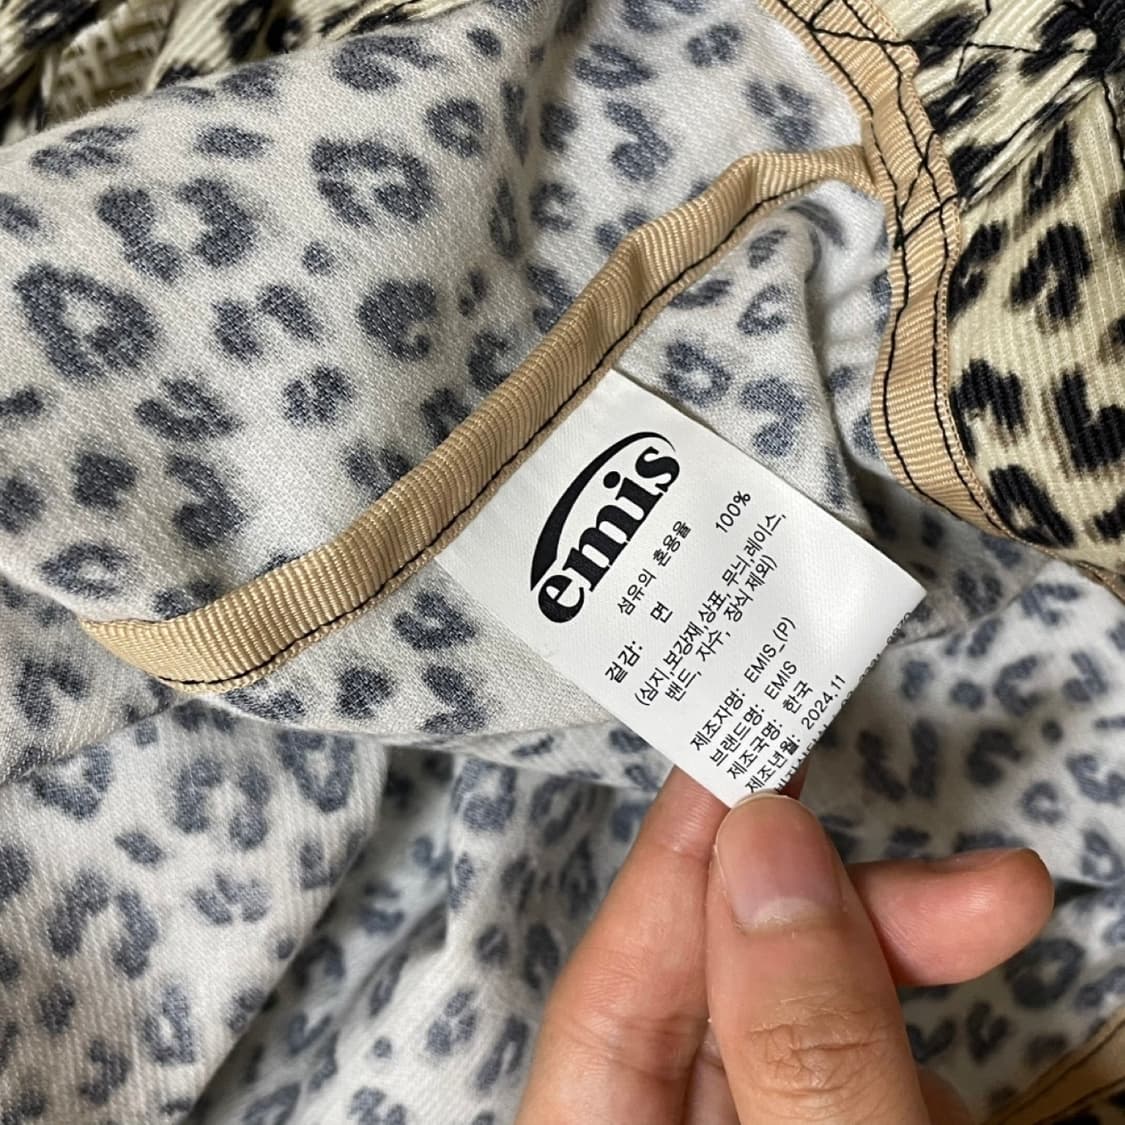 emis
섬유의 혼용율
겉감: 면 100%
(심지,보강재,상표,무늬,레이스,
밴드, 자수, 장식 제외)
제조자명: EMIS_(P)
브랜드명: EMIS
제조국명: 한국
제조년월: 2024.11